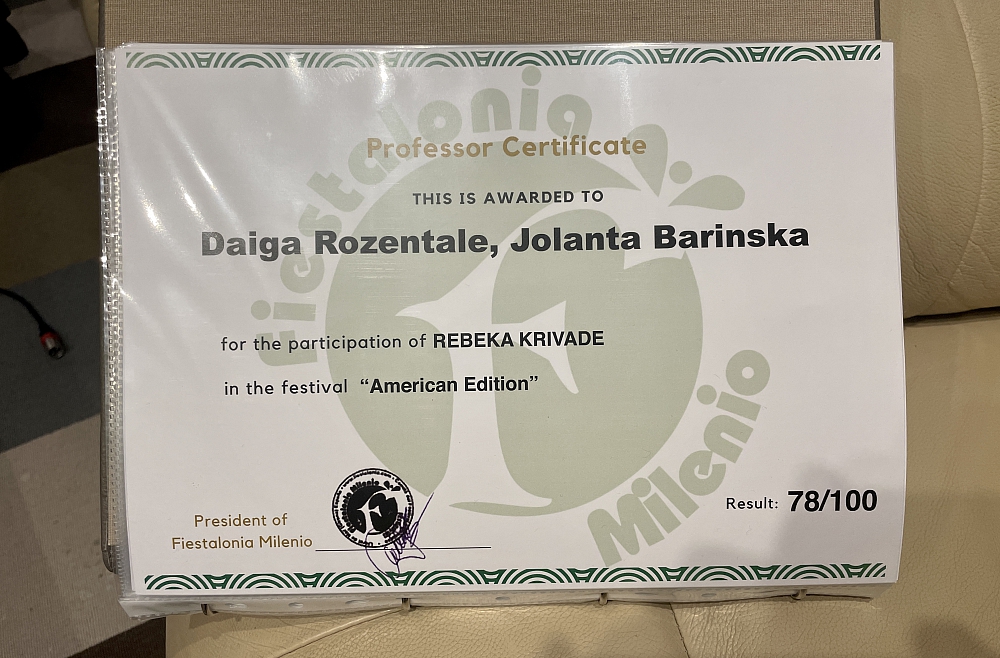 Fiestalonia
Professor Certificate
THIS IS AWARDED TO
Daiga Rozentale, Jolanta Barinska
for the participation of REBEKA KRIVADE
in the festival "American Edition"
Milenio
Result: 78/100
President of
Fiestalonia Milenio